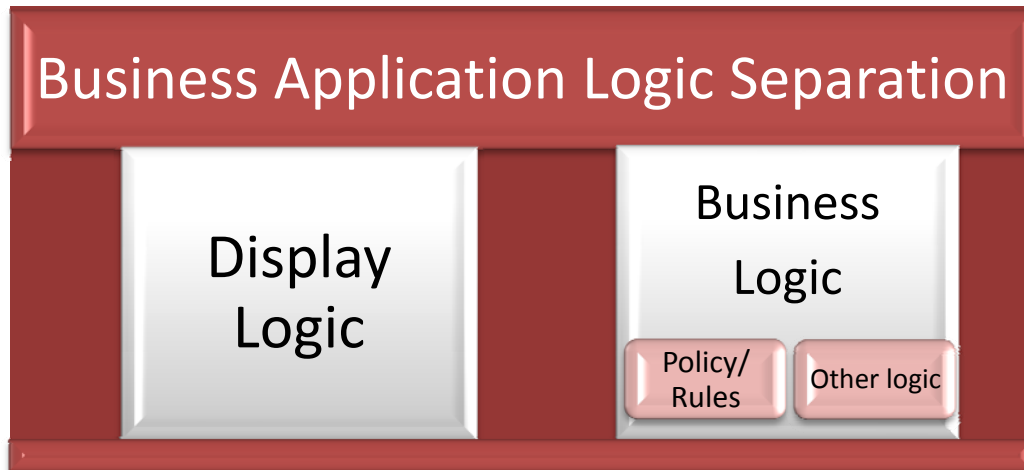 Business Application Logic Separation
Display
Logic
Business
Logic
Policy/
Rules
Other logic